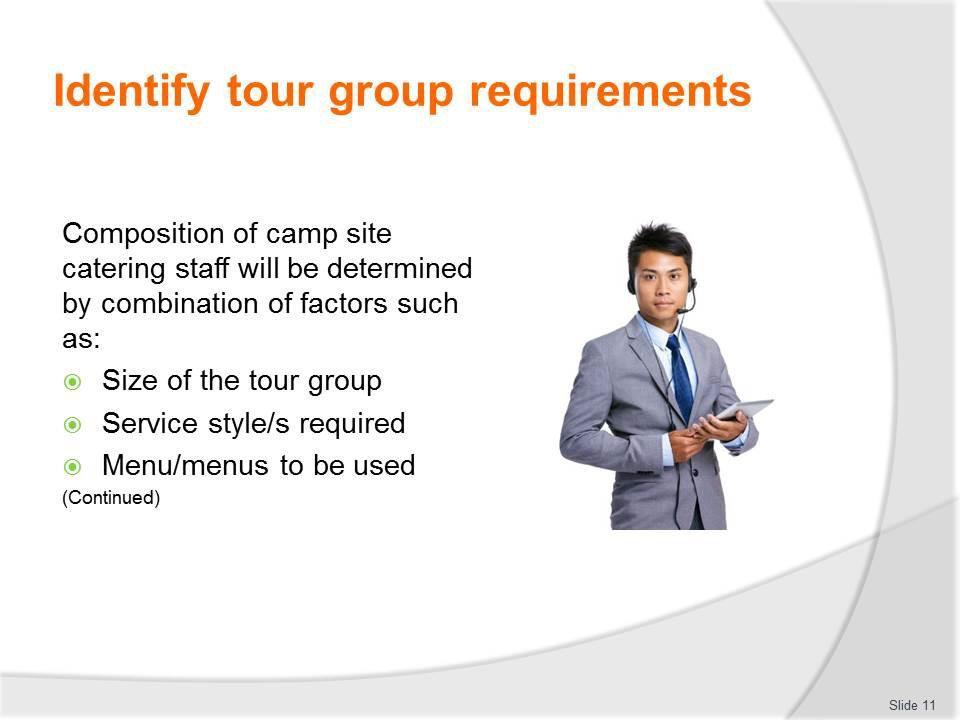 Identify tour group requirements
Composition of camp site
catering staff will be determined
by combination of factors such
as:
Size of the tour group
Service style/s required
Menu/menus to be used
(Continued)
Slide 11